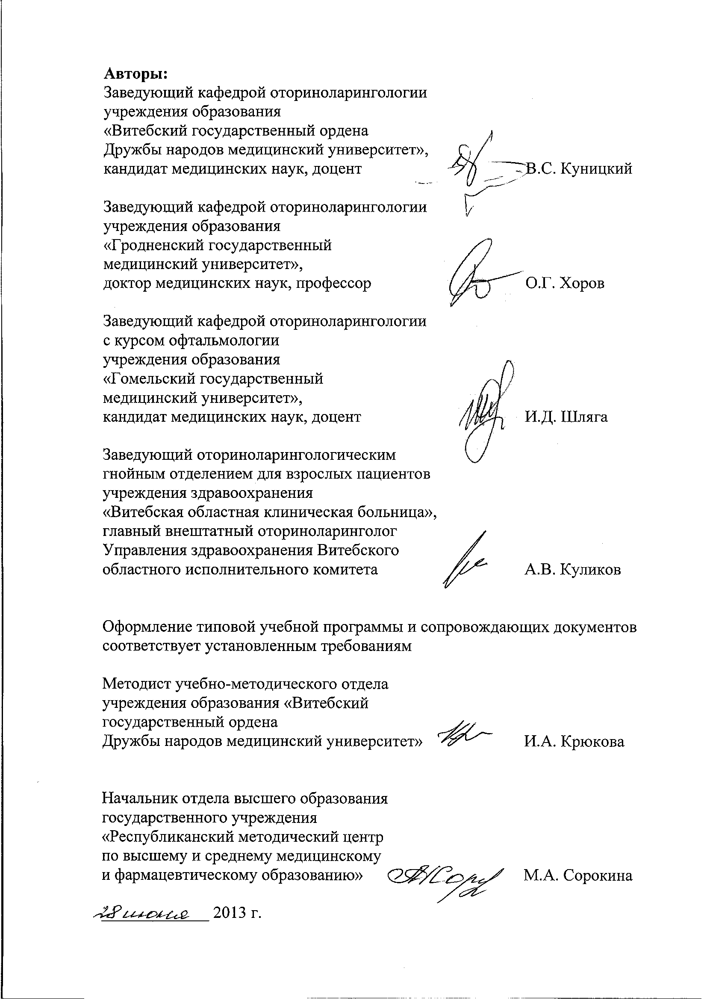 Авторы:
Заведующий кафедрой оториноларингологии
учреждения образования
«Витебский государственный ордена
Дружбы народов медицинский университет»,
кандидат медицинских наук, доцент В.С. Куницкий
Заведующий кафедрой оториноларингологии
учреждения образования
«Гродненский государственный
медицинский университет»,
доктор медицинских наук, профессор О.Г. Хоров
Заведующий кафедрой оториноларингологии
с курсом офтальмологии
учреждения образования
«Гомельский государственный
медицинский университет»,
кандидат медицинских наук, доцент И.Д. Шляга
Заведующий оториноларингологическим
гнойным отделением для взрослых пациентов
учреждения здравоохранения
«Витебская областная клиническая больница»,
главный внештатный оториноларинголог
Управления здравоохранения Витебского
областного исполнительного комитета А.В. Куликов
Оформление типовой учебной программы и сопровождающих документов
соответствует установленным требованиям
Методист учебно-методического отдела
учреждения образования «Витебский
государственный ордена
Дружбы народов медицинский университет» И.А. Крюкова
Начальник отдела высшего образования
государственного учреждения
«Республиканский методический центр
по высшему и среднему медицинскому
и фармацевтическому образованию» М.А. Сорокина
28 июня 2013 г.